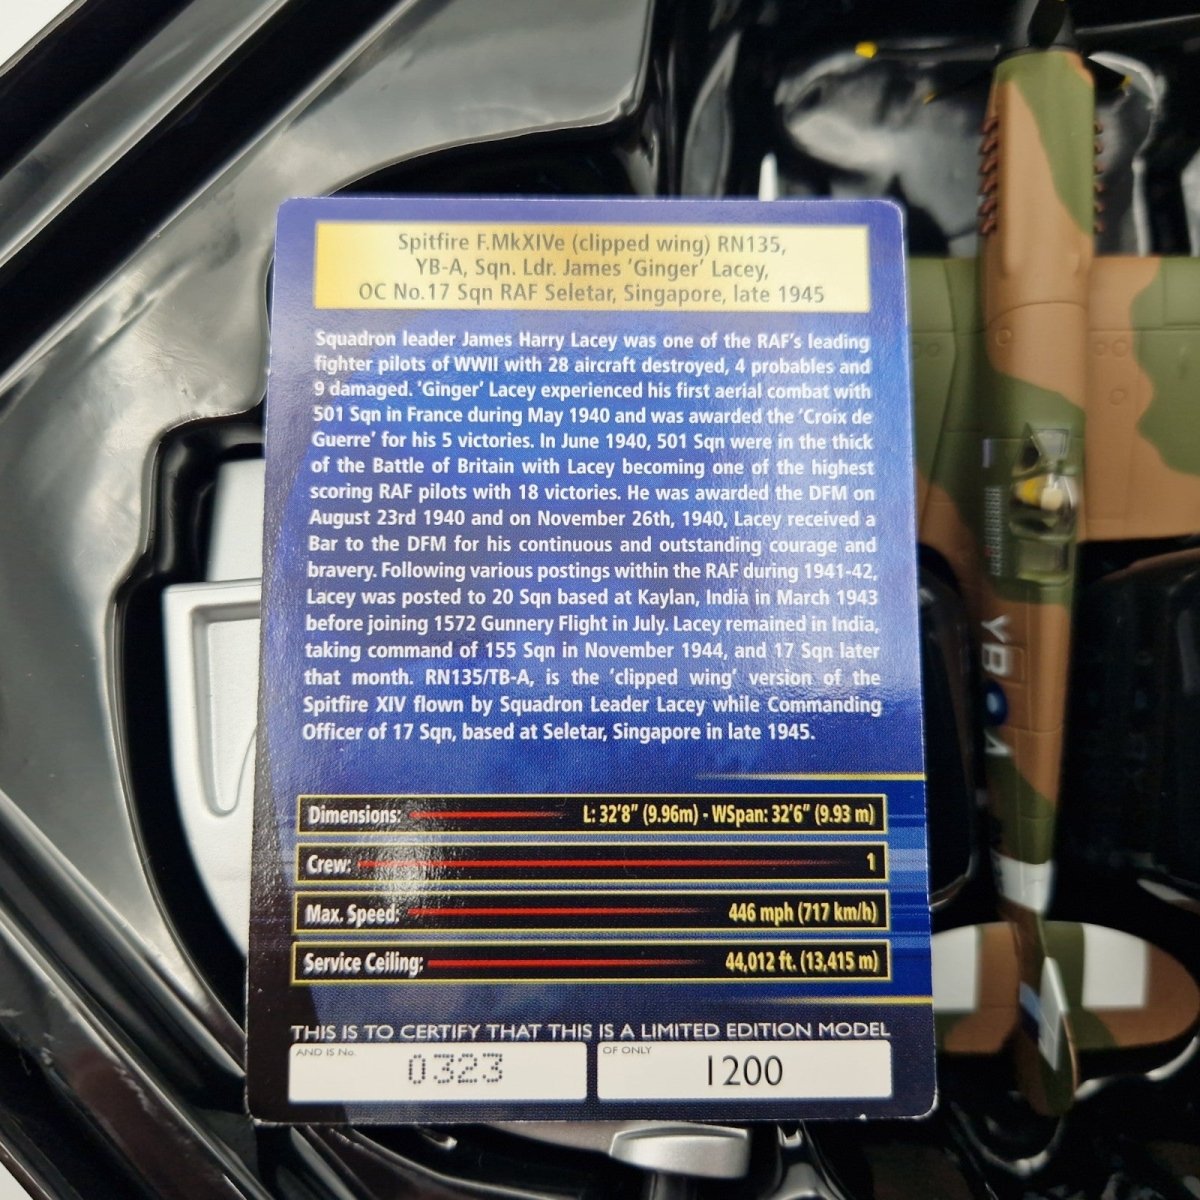 Spitfire F.MkXIVe (clipped wing) RN135,
YB-A, Sqn. Ldr. James 'Ginger' Lacey,
OC No.17 Sqn RAF Seletar, Singapore, late 1945
Squadron leader James Harry Lacey was one of the RAF's leading
fighter pilots of WWII with 28 aircraft destroyed, 4 probables and
9 damaged. 'Ginger' Lacey experienced his first aerial combat with
501 Sqn in France during May 1940 and was awarded the 'Croix de
Guerre' for his 5 victories. In June 1940, 501 Sqn were in the thick
of the Battle of Britain with Lacey becoming one of the highest
scoring RAF pilots with 18 victories. He was awarded the DFM on
August 23rd 1940 and on November 26th, 1940, Lacey received a
Bar to the DFM for his continuous and outstanding courage and
bravery. Following various postings within the RAF during 1941-42,
Lacey was posted to 20 Sqn based at Kaylan, India in March 1943
before joining 1572 Gunnery Flight in July. Lacey remained in India,
taking command of 155 Sqn in November 1944, and 17 Sqn later
that month. RN135/TB-A, is the 'clipped wing' version of the
Spitfire XIV flown by Squadron Leader Lacey while Commanding
Officer of 17 Sqn, based at Seletar, Singapore in late 1945.
Dimensions: L: 32'8" (9.96m) - WSpan: 32'6" (9.93 m)
Crew: 1
Max. Speed: 446 mph (717 km/h)
Service Ceiling: 44,012 ft. (13,415 m)
THIS IS TO CERTIFY THAT THIS IS A LIMITED EDITION MODEL
AND IS No. 0323 OF ONLY 1200
YB A